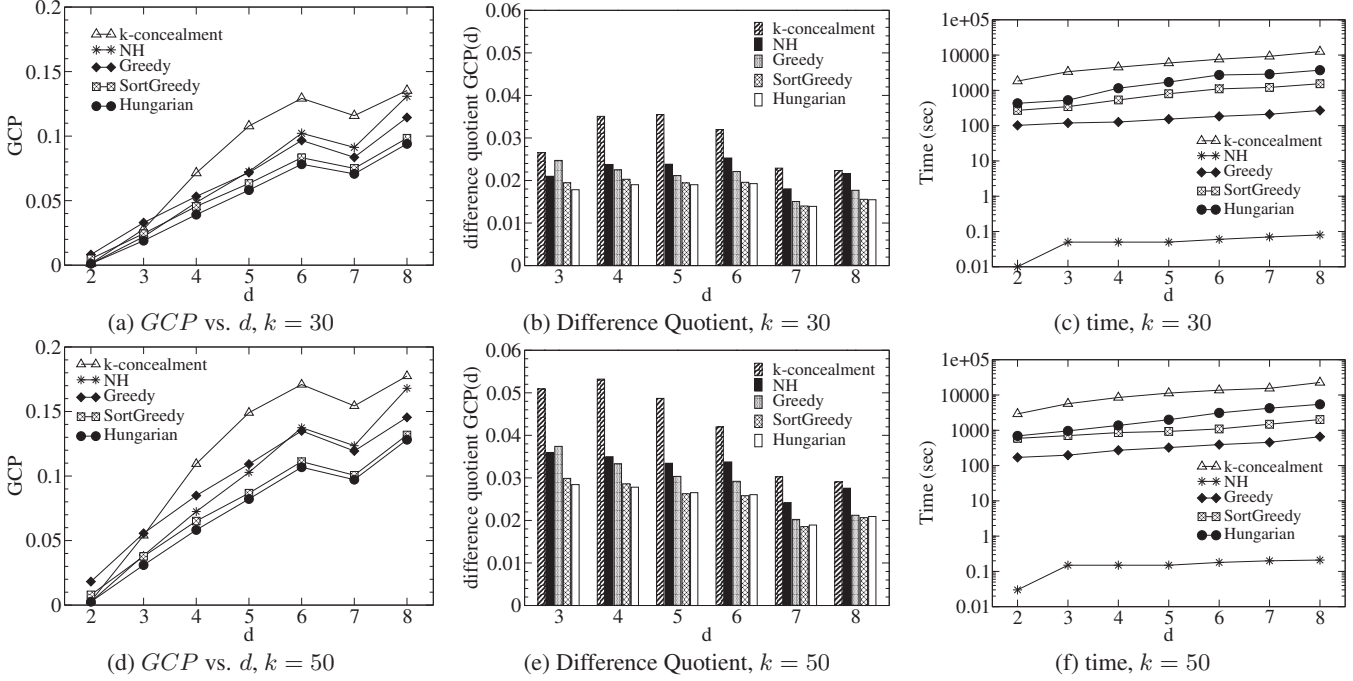 GCP
0.2
0.15
0.1
0.05
0
k-concealment
NH
Greedy
SortGreedy
Hungarian
2 3 4 5 6 7 8
d
(a) GCP vs. d, k = 30
difference quotient GCP(d)
0.06
0.05
0.04
0.03
0.02
0.01
0
k-concealment
NH
Greedy
SortGreedy
Hungarian
3 4 5 6 7 8
d
(b) Difference Quotient, k = 30
Time (sec)
1e+05
10000
1000
100
10
1
0.1
0.01
k-concealment
NH
Greedy
SortGreedy
Hungarian
2 3 4 5 6 7 8
d
(c) time, k = 30
GCP
0.2
0.15
0.1
0.05
0
k-concealment
NH
Greedy
SortGreedy
Hungarian
2 3 4 5 6 7 8
d
(d) GCP vs. d, k = 50
difference quotient GCP(d)
0.06
0.05
0.04
0.03
0.02
0.01
0
k-concealment
NH
Greedy
SortGreedy
Hungarian
3 4 5 6 7 8
d
(e) Difference Quotient, k = 50
Time (sec)
1e+05
10000
1000
100
10
1
0.1
0.01
k-concealment
NH
Greedy
SortGreedy
Hungarian
2 3 4 5 6 7 8
d
(f) time, k = 50